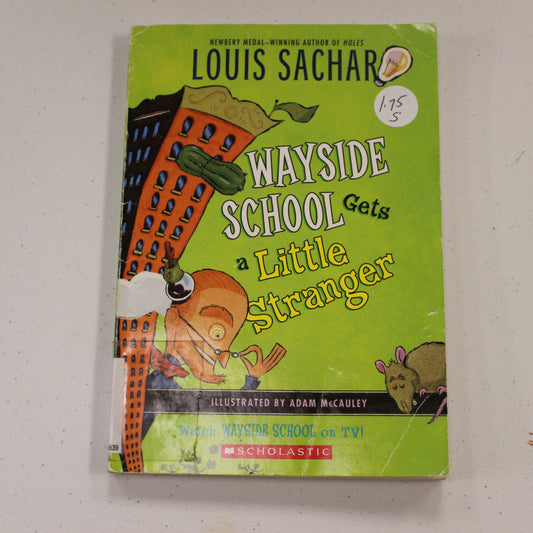 NEWBERY MEDAL–WINNING AUTHOR OF HOLES
LOUIS SACHAR
1.75
S
WAYSIDE
SCHOOL Gets
a Little
Stranger
ILLUSTRATED BY ADAM McCAULEY
Watch WAYSIDE SCHOOL on TV!
SCHOLASTIC